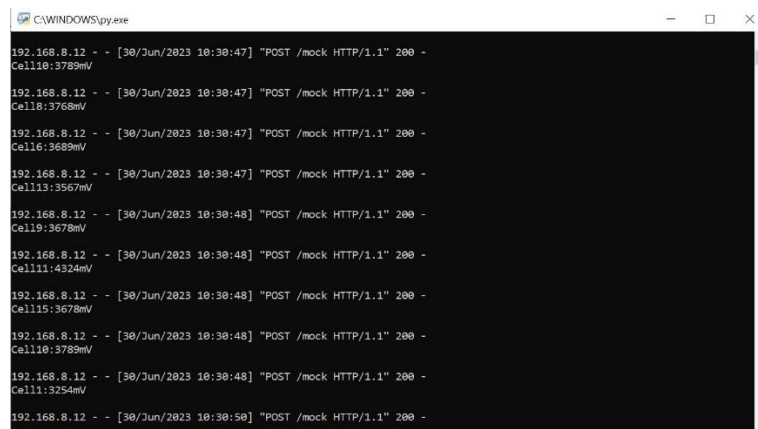 C:\WINDOWS\py.exe
192.168.8.12 - - [30/Jun/2023 10:30:47] "POST /mock HTTP/1.1" 200 -
Cell10:3789mV
192.168.8.12 - - [30/Jun/2023 10:30:47] "POST /mock HTTP/1.1" 200 -
Cell8:3768mV
192.168.8.12 - - [30/Jun/2023 10:30:47] "POST /mock HTTP/1.1" 200 -
Cell6:3689mV
192.168.8.12 - - [30/Jun/2023 10:30:47] "POST /mock HTTP/1.1" 200 -
Cell13:3567mV
192.168.8.12 - - [30/Jun/2023 10:30:48] "POST /mock HTTP/1.1" 200 -
Cell9:3678mV
192.168.8.12 - - [30/Jun/2023 10:30:48] "POST /mock HTTP/1.1" 200 -
Cell11:4324mV
192.168.8.12 - - [30/Jun/2023 10:30:48] "POST /mock HTTP/1.1" 200 -
Cell15:3678mV
192.168.8.12 - - [30/Jun/2023 10:30:48] "POST /mock HTTP/1.1" 200 -
Cell10:3789mV
192.168.8.12 - - [30/Jun/2023 10:30:48] "POST /mock HTTP/1.1" 200 -
Cell1:3254mV
192.168.8.12 - - [30/Jun/2023 10:30:50] "POST /mock HTTP/1.1" 200 -